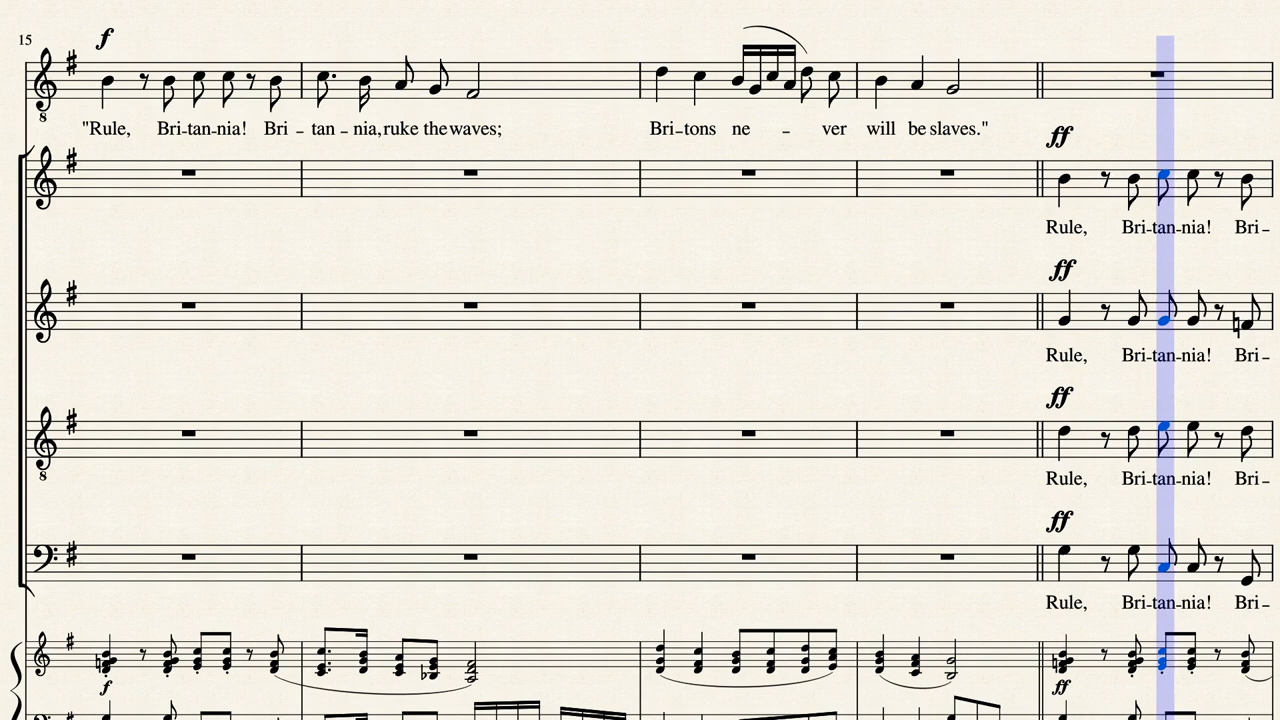 15
f
"Rule, Bri-tan-nia! Bri - tan - nia, ruke the waves; Bri-tons ne - ver will be slaves."
ff
Rule, Bri-tan-nia! Bri-
ff
Rule, Bri-tan-nia! Bri-
ff
Rule, Bri-tan-nia! Bri-
ff
Rule, Bri-tan-nia! Bri-
f ff